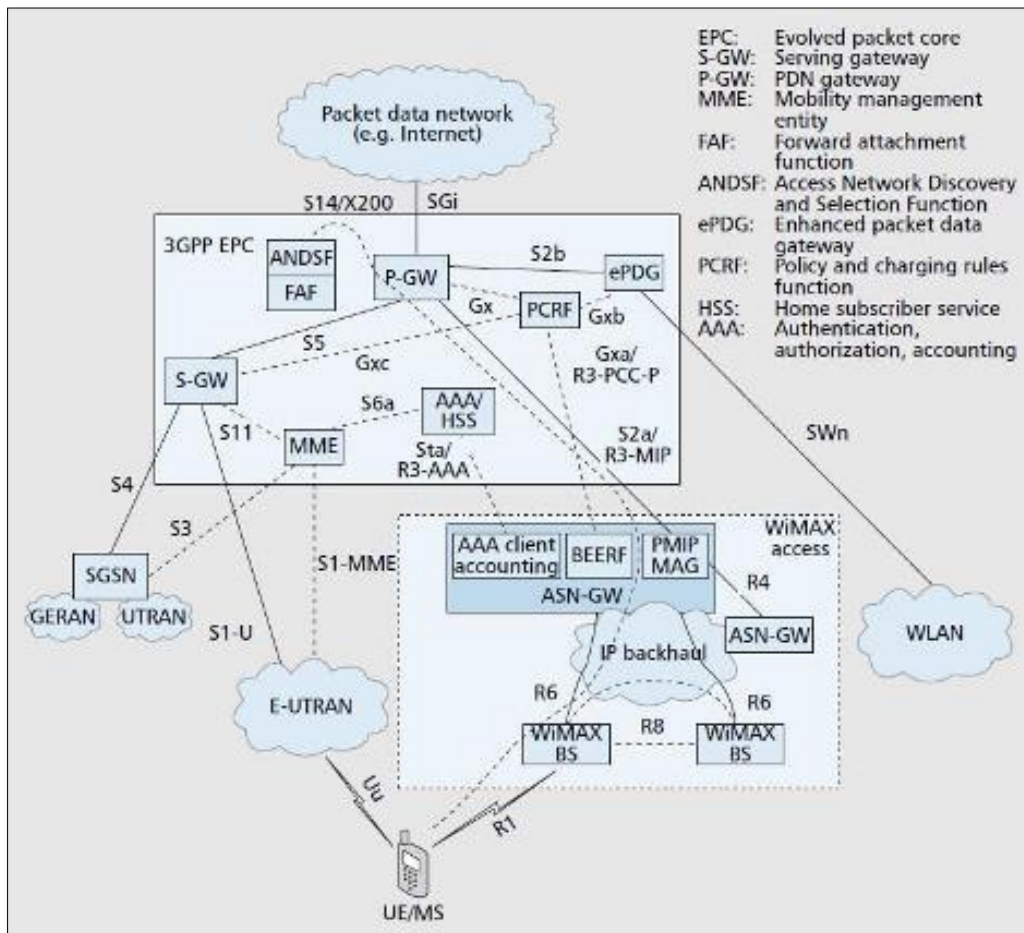 EPC: Evolved packet core
S-GW: Serving gateway
P-GW: PDN gateway
MME: Mobility management
entity
FAF: Forward attachment
function
ANDSF: Access Network Discovery
and Selection Function
ePDG: Enhanced packet data
gateway
PCRF: Policy and charging rules
function
HSS: Home subscriber service
AAA: Authentication,
authorization, accounting
Packet data network
(e.g. Internet)
S14/X200
SGi
3GPP EPC
ANDSF
FAF
P-GW
S2b
ePDG
Gx
PCRF
Gxb
S5
Gxc
Gxa/
R3-PCC-P
S-GW
S6a
AAA/
HSS
S11
MME
Sta/
R3-AAA
S2a/
R3-MIP
SWn
S4
S3
S1-MME
WiMAX
access
AAA client
accounting
BEERF
PMIP
MAG
ASN-GW
R4
SGSN
GERAN
UTRAN
S1-U
IP backhaul
ASN-GW
WLAN
E-UTRAN
R6
R6
WiMAX
BS
R8
WiMAX
BS
Uu
R1
UE/MS